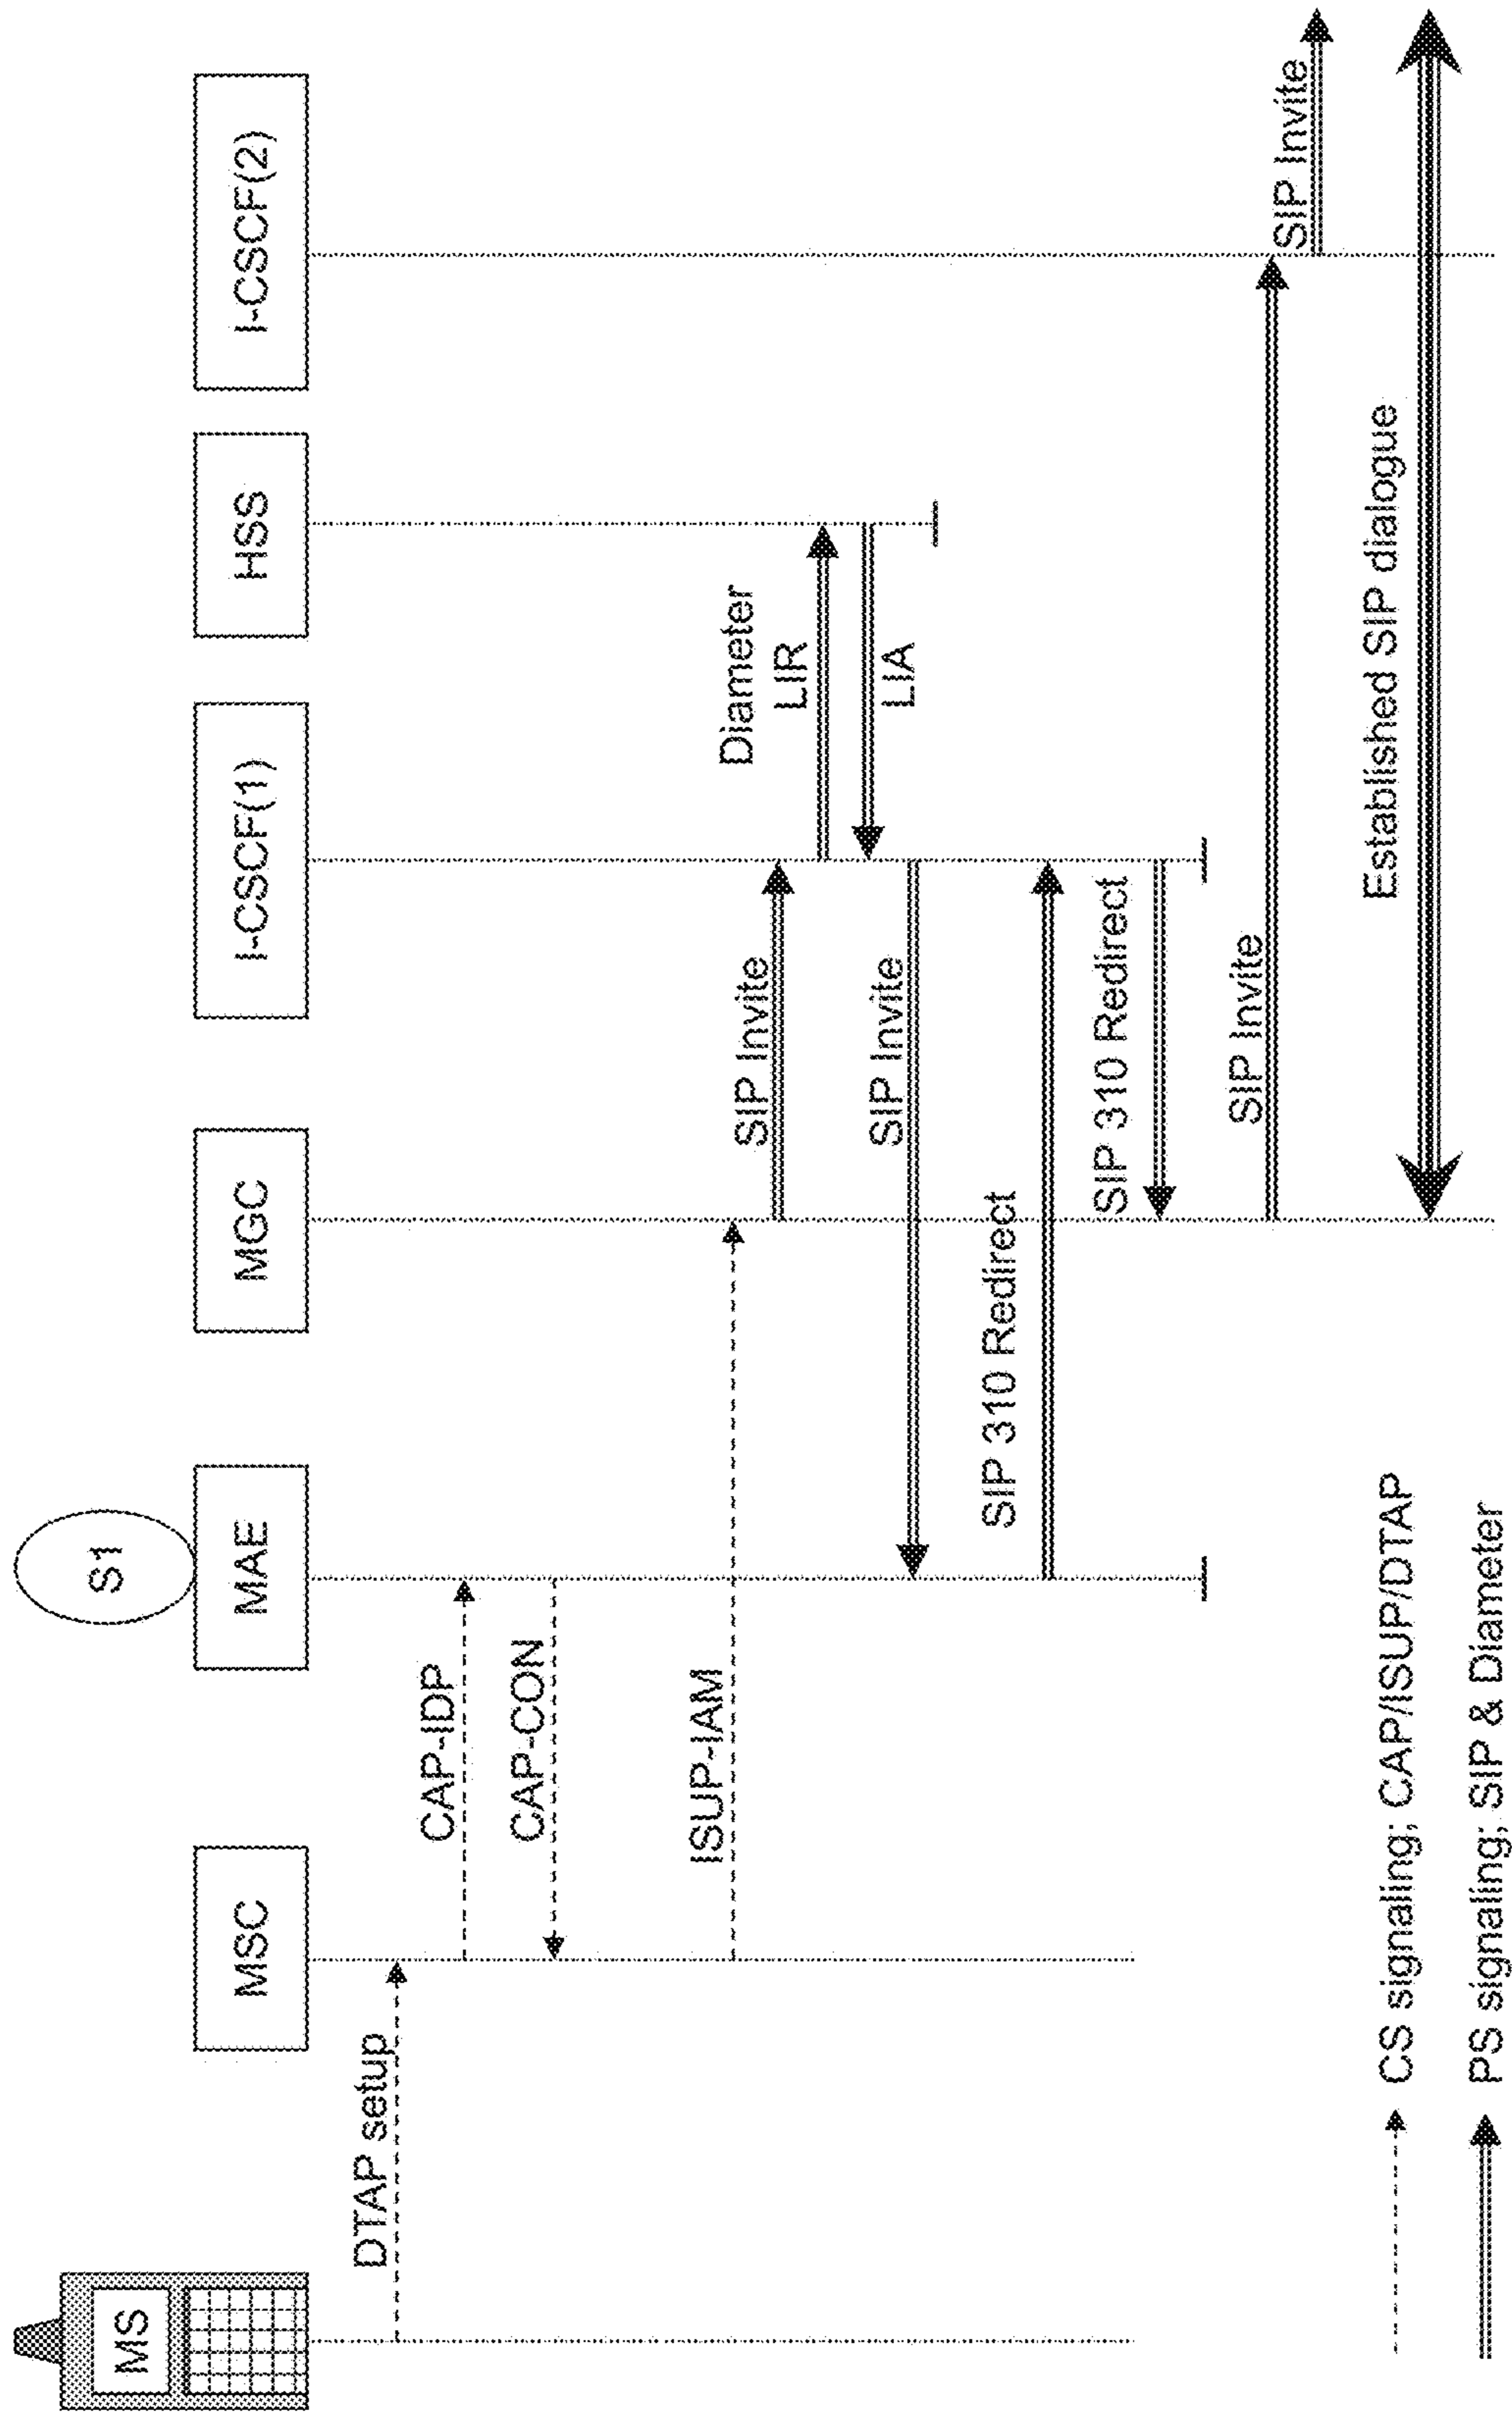 S1
MS
MSC
MAE
MGC
I-CSCF(1)
HSS
I-CSCF(2)
DTAP setup
CAP-IDP
CAP-CON
ISUP-IAM
SIP Invite
Diameter
LIR
LIA
SIP Invite
SIP 310 Redirect
SIP 310 Redirect
SIP Invite
SIP Invite
Established SIP dialogue
CS signaling; CAP/ISUP/DTAP
PS signaling; SIP & Diameter